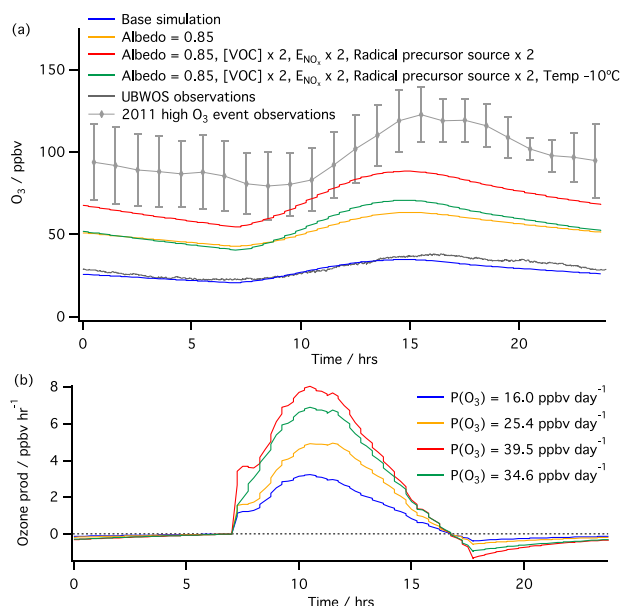 (a)
Base simulation
Albedo = 0.85
Albedo = 0.85, [VOC] x 2, E_NOx x 2, Radical precursor source x 2
Albedo = 0.85, [VOC] x 2, E_NOx x 2, Radical precursor source x 2, Temp –10ºC
UBWOS observations
2011 high O3 event observations
O3 / ppbv
150
100
50
0
0 5 10 15 20
Time / hrs
(b)
P(O3) = 16.0 ppbv day-1
P(O3) = 25.4 ppbv day-1
P(O3) = 39.5 ppbv day-1
P(O3) = 34.6 ppbv day-1
Ozone prod / ppbv hr-1
8
6
4
2
0
0 5 10 15 20
Time / hrs